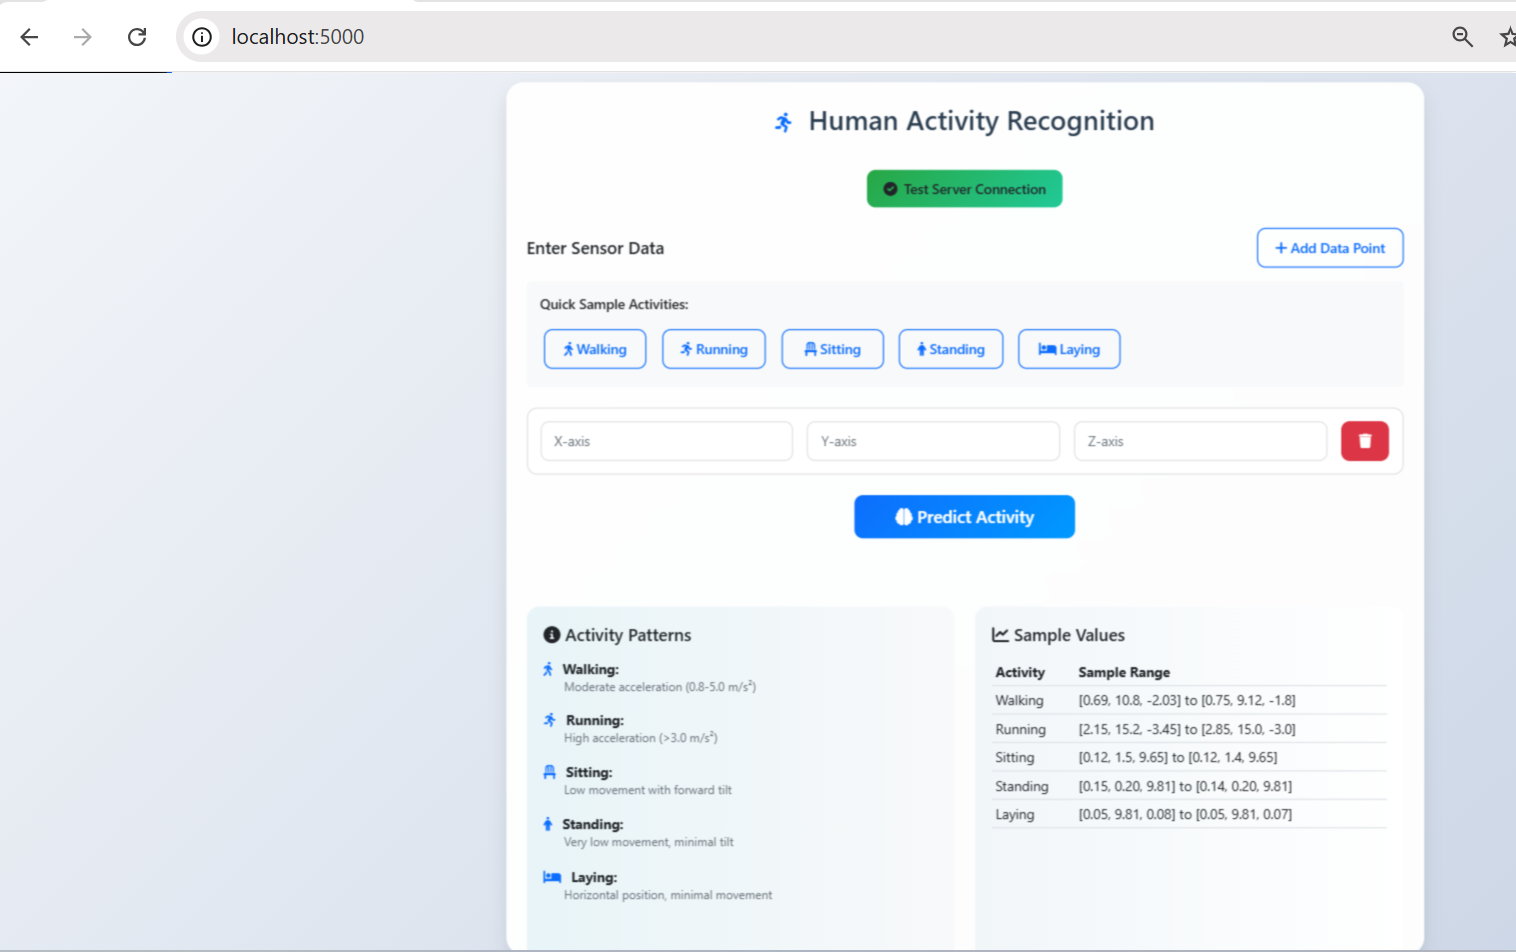 localhost:5000
Human Activity Recognition
Test Server Connection
Enter Sensor Data
+ Add Data Point
Quick Sample Activities:
Walking
Running
Sitting
Standing
Laying
X-axis
Y-axis
Z-axis
Predict Activity
Activity Patterns
Walking:
Moderate acceleration (0.8-5.0 m/s²)
Running:
High acceleration (>3.0 m/s²)
Sitting:
Low movement with forward tilt
Standing:
Very low movement, minimal tilt
Laying:
Horizontal position, minimal movement
Sample Values
Activity Sample Range
Walking [0.69, 10.8, -2.03] to [0.75, 9.12, -1.8]
Running [2.15, 15.2, -3.45] to [2.85, 15.0, -3.0]
Sitting [0.12, 1.5, 9.65] to [0.12, 1.4, 9.65]
Standing [0.15, 0.20, 9.81] to [0.14, 0.20, 9.81]
Laying [0.05, 9.81, 0.08] to [0.05, 9.81, 0.07]